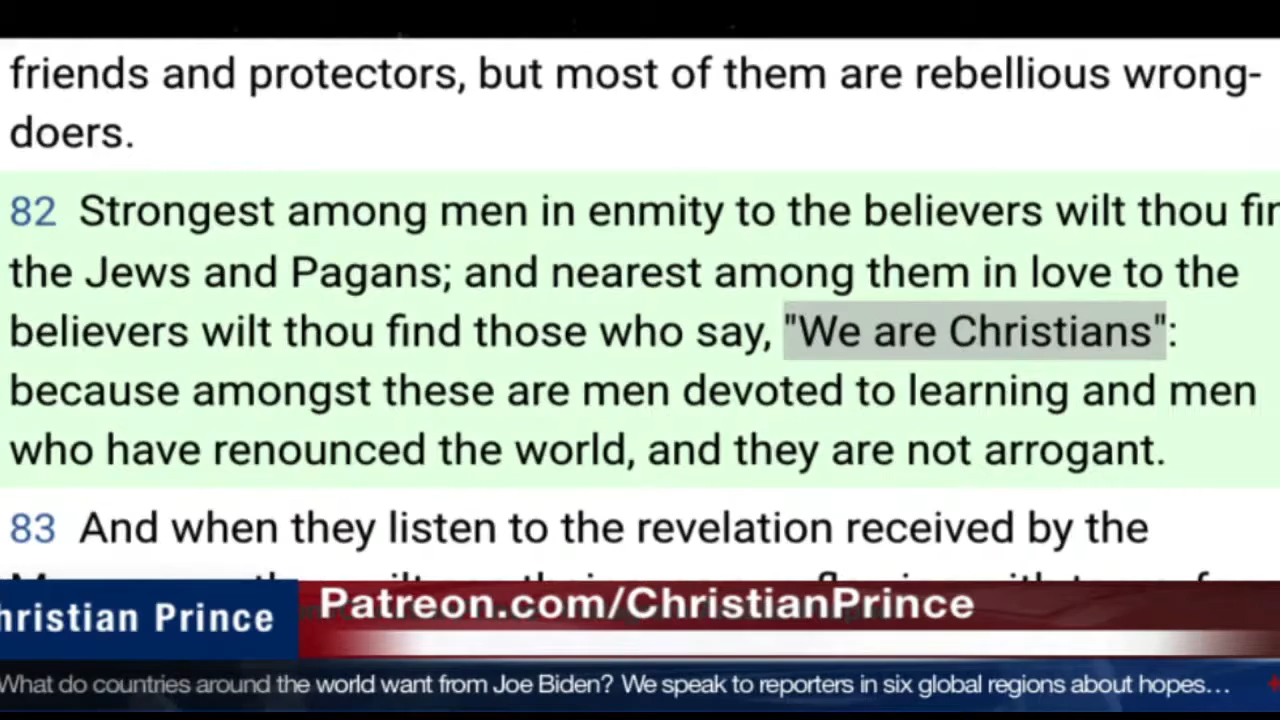 friends and protectors, but most of them are rebellious wrong-
doers.
82 Strongest among men in enmity to the believers wilt thou fin
the Jews and Pagans; and nearest among them in love to the
believers wilt thou find those who say, "We are Christians":
because amongst these are men devoted to learning and men
who have renounced the world, and they are not arrogant.
83 And when they listen to the revelation received by the
hristian Prince
Patreon.com/ChristianPrince
What do countries around the world want from Joe Biden? We speak to reporters in six global regions about hopes...